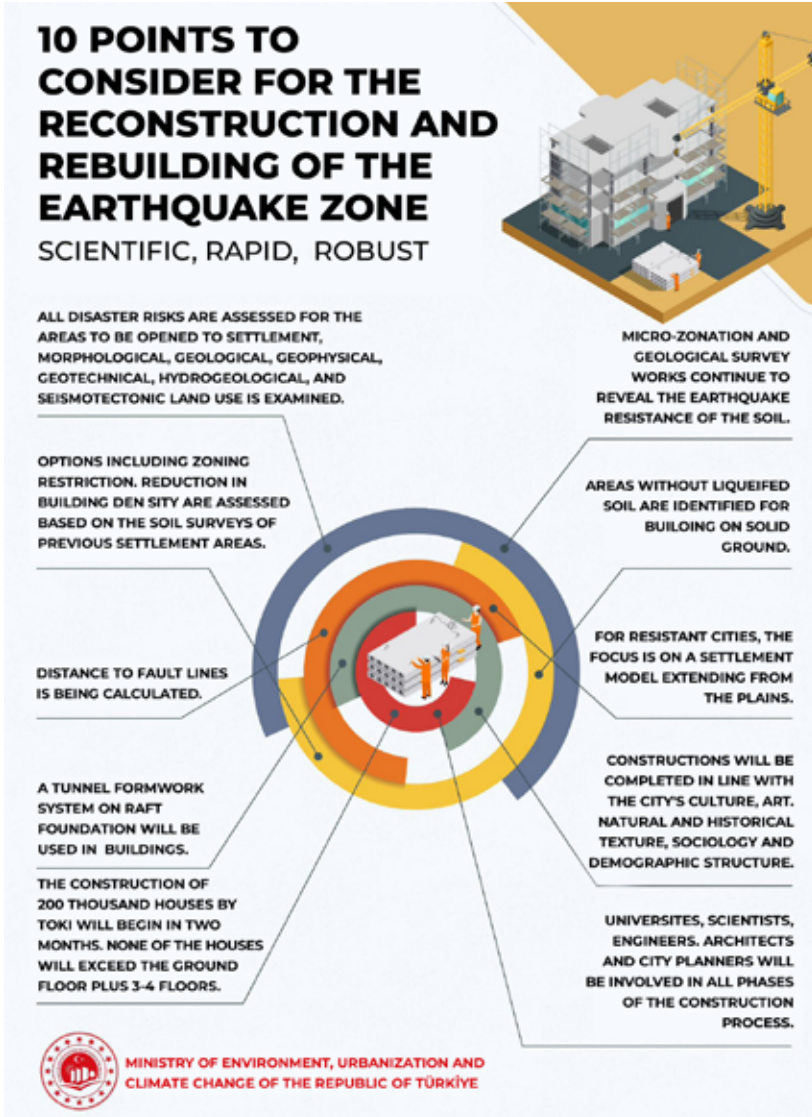 10 POINTS TO
CONSIDER FOR THE
RECONSTRUCTION AND
REBUILDING OF THE
EARTHQUAKE ZONE
SCIENTIFIC, RAPID, ROBUST
ALL DISASTER RISKS ARE ASSESSED FOR THE
AREAS TO BE OPENED TO SETTLEMENT,
MORPHOLOGICAL, GEOLOGICAL, GEOPHYSICAL,
GEOTECHNICAL, HYDROGEOLOGICAL, AND
SEISMOTECTONIC LAND USE IS EXAMINED.
OPTIONS INCLUDING ZONING
RESTRICTION. REDUCTION IN
BUILDING DEN SITY ARE ASSESSED
BASED ON THE SOIL SURVEYS OF
PREVIOUS SETTLEMENT AREAS.
DISTANCE TO FAULT LINES
IS BEING CALCULATED.
A TUNNEL FORMWORK
SYSTEM ON RAFT
FOUNDATION WILL BE
USED IN BUILDINGS.
THE CONSTRUCTION OF
200 THOUSAND HOUSES BY
TOKI WILL BEGIN IN TWO
MONTHS. NONE OF THE HOUSES
WILL EXCEED THE GROUND
FLOOR PLUS 3-4 FLOORS.
MICRO-ZONATION AND
GEOLOGICAL SURVEY
WORKS CONTINUE TO
REVEAL THE EARTHQUAKE
RESISTANCE OF THE SOIL.
AREAS WITHOUT LIQUEIFED
SOIL ARE IDENTIFIED FOR
BUILOING ON SOLID
GROUND.
FOR RESISTANT CITIES, THE
FOCUS IS ON A SETTLEMENT
MODEL EXTENDING FROM
THE PLAINS.
CONSTRUCTIONS WILL BE
COMPLETED IN LINE WITH
THE CITY'S CULTURE, ART.
NATURAL AND HISTORICAL
TEXTURE, SOCIOLOGY AND
DEMOGRAPHIC STRUCTURE.
UNIVERSITES, SCIENTISTS,
ENGINEERS. ARCHITECTS
AND CITY PLANNERS WILL
BE INVOLVED IN ALL PHASES
OF THE CONSTRUCTION
PROCESS.
MINISTRY OF ENVIRONMENT, URBANIZATION AND
CLIMATE CHANGE OF THE REPUBLIC OF TÜRKİYE